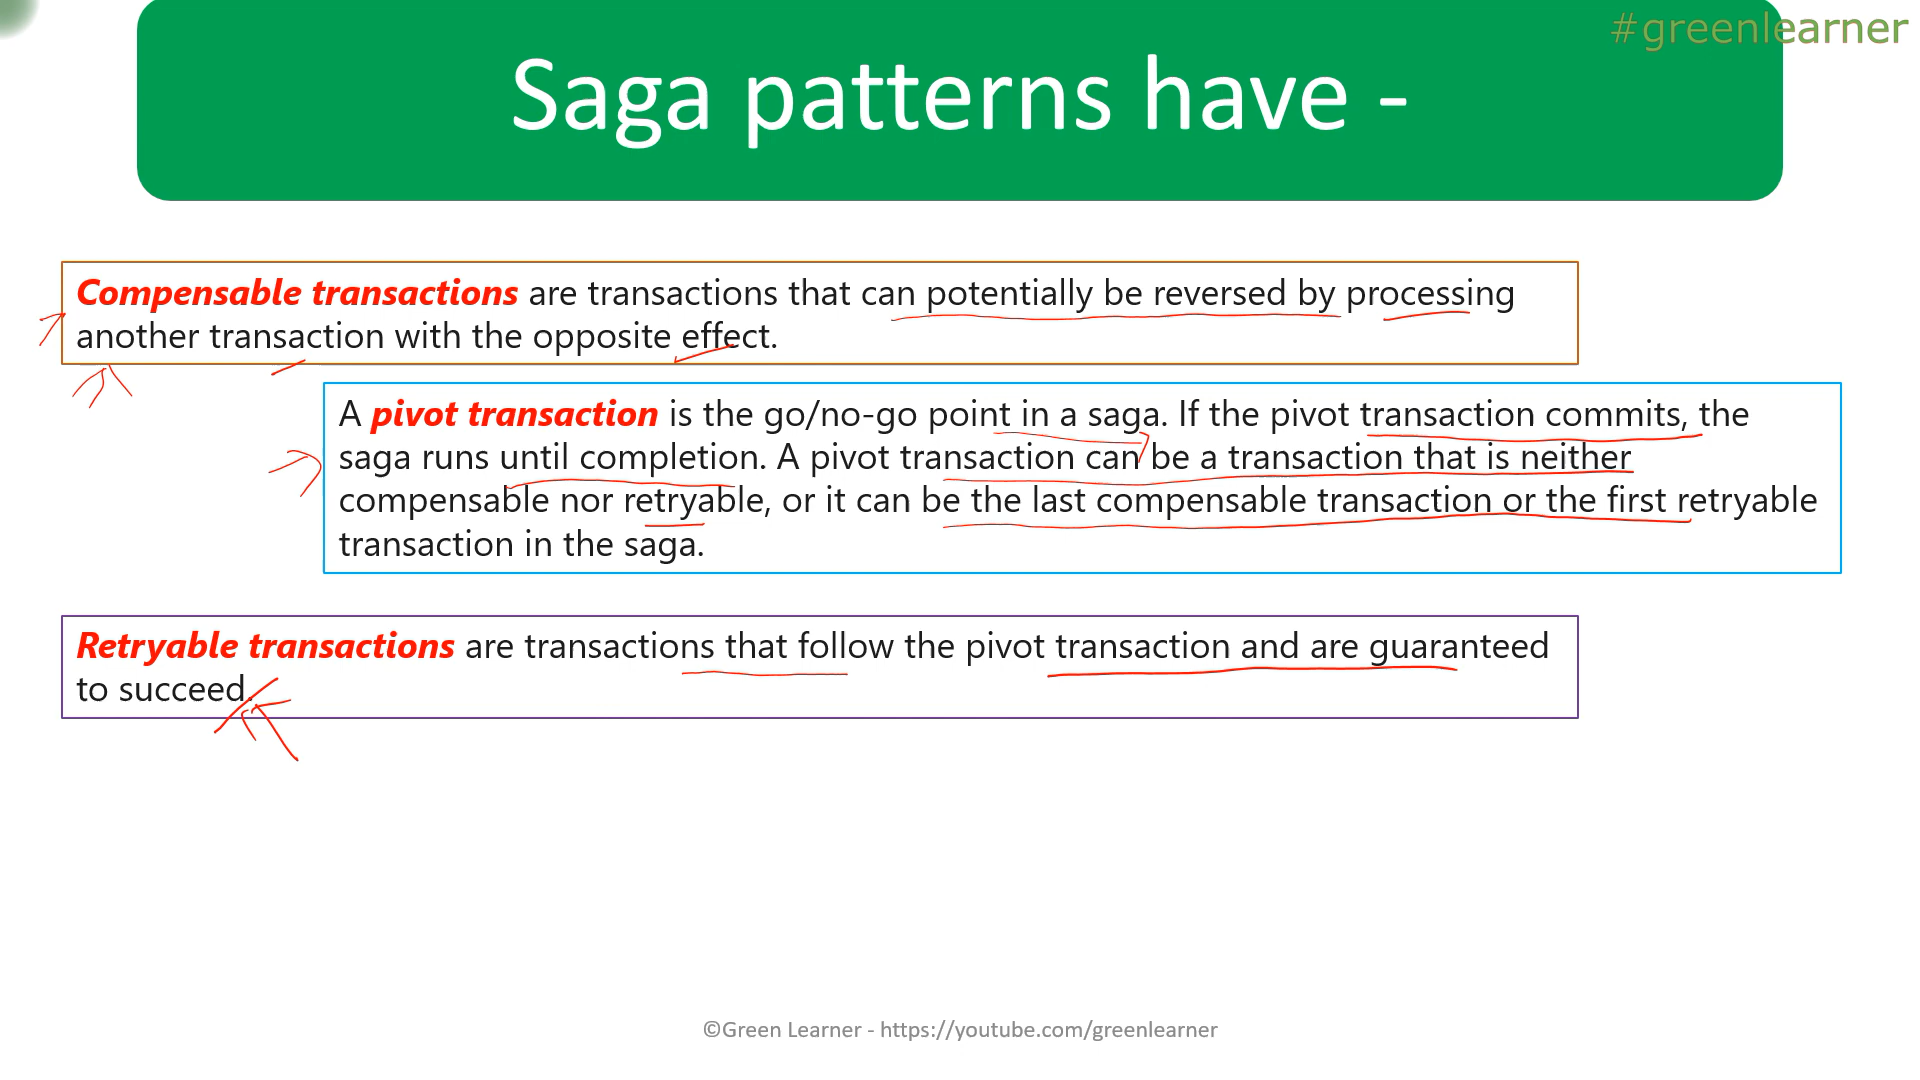 #greenlearner
Saga patterns have -
Compensable transactions are transactions that can potentially be reversed by processing
another transaction with the opposite effect.
A pivot transaction is the go/no-go point in a saga. If the pivot transaction commits, the
saga runs until completion. A pivot transaction can be a transaction that is neither
compensable nor retryable, or it can be the last compensable transaction or the first retryable
transaction in the saga.
Retryable transactions are transactions that follow the pivot transaction and are guaranteed
to succeed.
©Green Learner - https://youtube.com/greenlearner